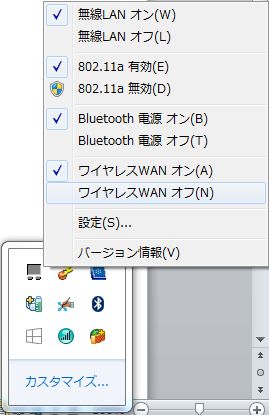 無線LAN オン(W)
無線LAN オフ(L)
802.11a 有効(E)
802.11a 無効(D)
Bluetooth 電源 オン(B)
Bluetooth 電源 オフ(T)
ワイヤレスWAN オン(A)
ワイヤレスWAN オフ(N)
設定(S)...
バージョン情報(V)
カスタマイズ...